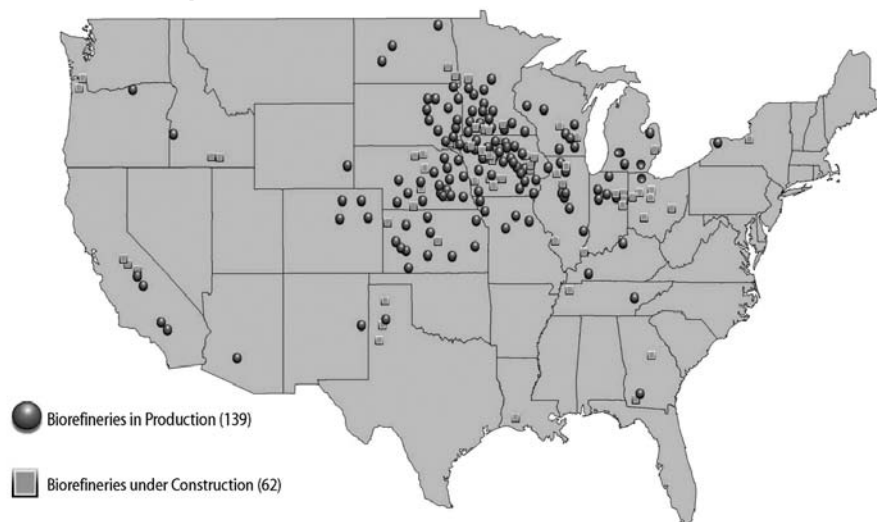 Biorefineries in Production (139)
Biorefineries under Construction (62)